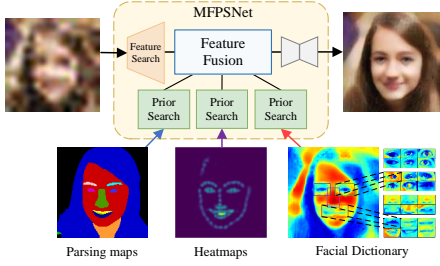 MFPSNet
Feature
Search
Feature
Fusion
Prior
Search
Prior
Search
Prior
Search
Parsing maps
Heatmaps
Facial Dictionary